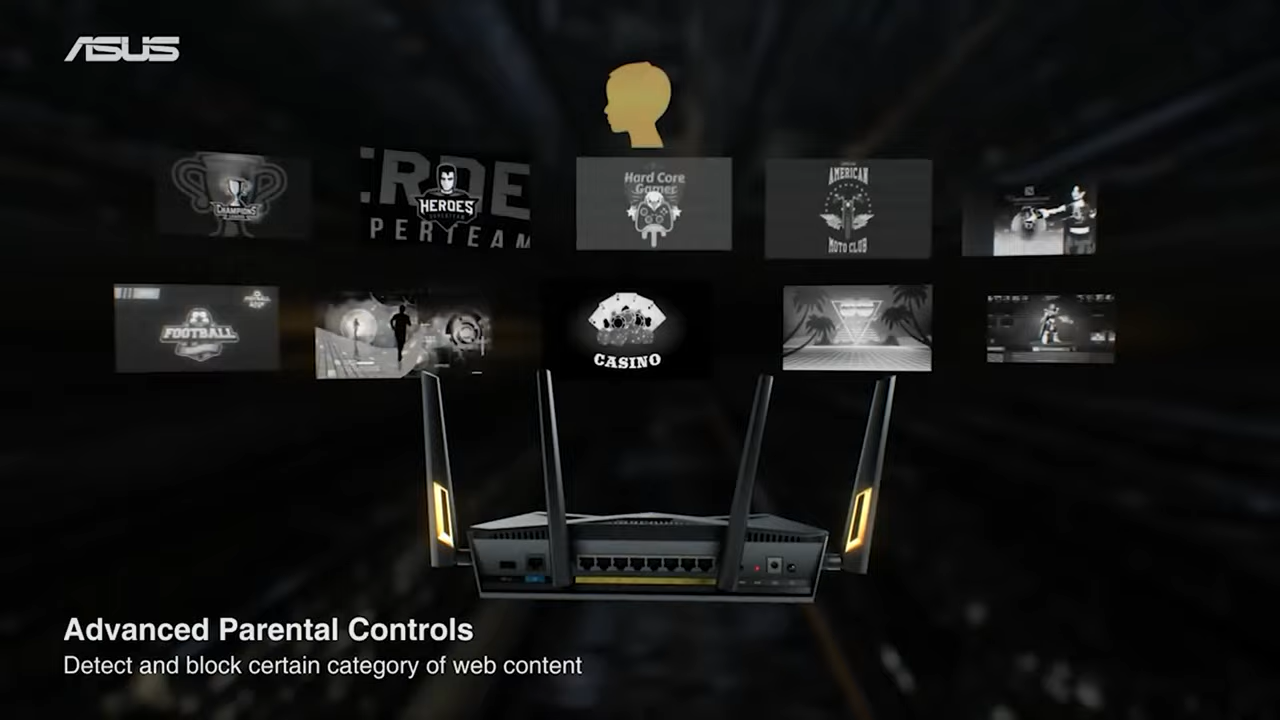 ASUS
CHAMPIONS
ERDE
PERTEAM
HEROES
Hard Core
Gamer
AMERICAN
MOTO CLUB
FOOTBALL
CASINO
Advanced Parental Controls
Detect and block certain category of web content